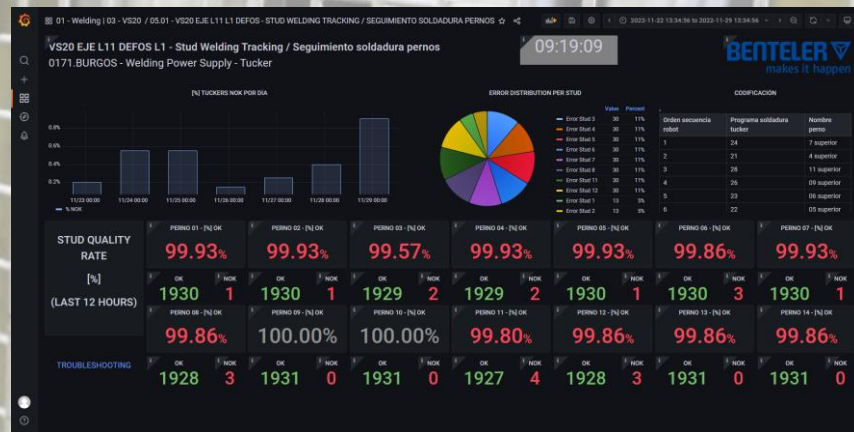 01 - Welding | 03 - VS20 / 05.01 - VS20 EJE L11 L1 DEFOS - STUD WELDING TRACKING / SEGUIMIENTO SOLDADURA PERNOS
2023-11-22 13:34:56 to 2023-11-29 13:34:56
VS20 EJE L11 DEFOS L1 - Stud Welding Tracking / Seguimiento soldadura pernos
0171.BURGOS - Welding Power Supply - Tucker
09:19:09
BENTELER
makes it happen
[%] TUCKERS NOK POR DIA
0.8%
0.6%
0.4%
0.2%
11/23 00:00 11/24 00:00 11/25 00:00 11/26 00:00 11/27 00:00 11/28 00:00 11/29 00:00
% NOK
ERROR DISTRIBUTION PER STUD
Value Percent
Error Stud 3 30 11%
Error Stud 4 30 11%
Error Stud 5 30 11%
Error Stud 6 30 11%
Error Stud 7 30 11%
Error Stud 8 30 11%
Error Stud 11 30 11%
Error Stud 12 30 11%
Error Stud 1 13 5%
Error Stud 2 13 5%
CODIFICACIÓN
Orden secuencia robot Programa soldadura tucker Nombre perno
1 24 7 superior
2 21 4 superior
3 28 11 superior
4 26 09 superior
5 23 06 superior
6 22 05 superior
STUD QUALITY RATE
[%]
(LAST 12 HOURS)
PERNO 01 - [%] OK PERNO 02 - [%] OK PERNO 03 - [%] OK PERNO 04 - [%] OK PERNO 05 - [%] OK PERNO 06 - [%] OK PERNO 07 - [%] OK
99.93% 99.93% 99.57% 99.93% 99.93% 99.86% 99.93%
OK NOK OK NOK OK NOK OK NOK OK NOK OK NOK OK NOK
1930 1 1930 1 1929 2 1929 2 1930 1 1930 3 1930 1
PERNO 08 - [%] OK PERNO 09 - [%] OK PERNO 10 - [%] OK PERNO 11 - [%] OK PERNO 12 - [%] OK PERNO 13 - [%] OK PERNO 14 - [%] OK
99.86% 100.00% 100.00% 99.80% 99.86% 99.86% 99.86%
TROUBLESHOOTING
OK NOK OK NOK OK NOK OK NOK OK NOK OK NOK OK NOK
1928 3 1931 0 1931 0 1927 4 1928 3 1931 0 1931 0